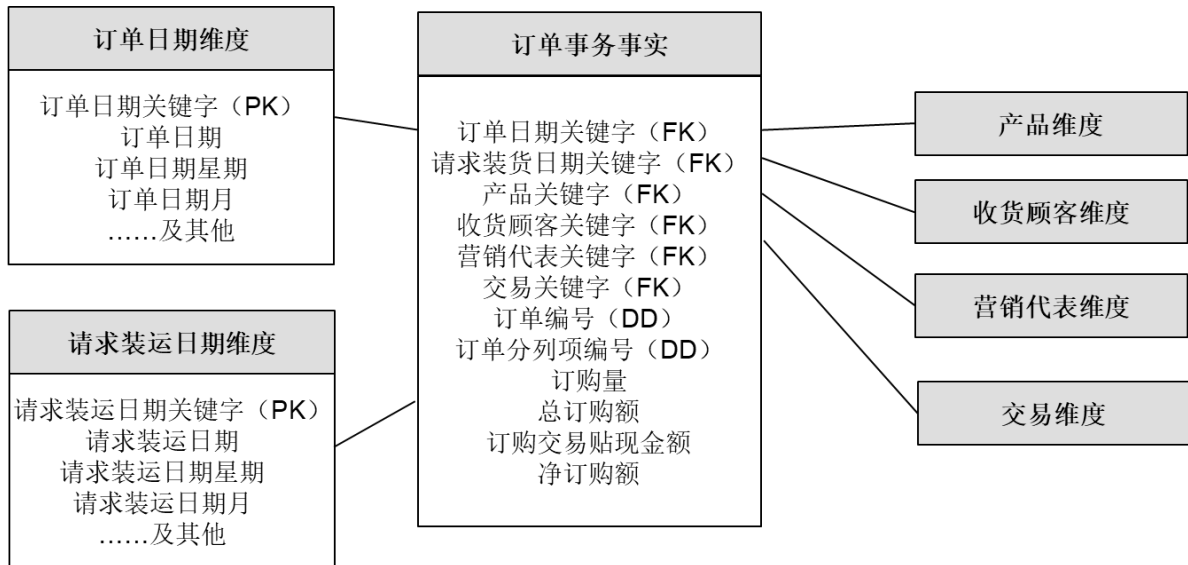 订单日期维度
订单日期关键字（PK）
订单日期
订单日期星期
订单日期月
……及其他
请求装运日期维度
请求装运日期关键字（PK）
请求装运日期
请求装运日期星期
请求装运日期月
……及其他
订单事务事实
订单日期关键字（FK）
请求装货日期关键字（FK）
产品关键字（FK）
收货顾客关键字（FK）
营销代表关键字（FK）
交易关键字（FK）
订单编号（DD）
订单分列项编号（DD）
订购量
总订购额
订购交易贴现金额
净订购额
产品维度
收货顾客维度
营销代表维度
交易维度